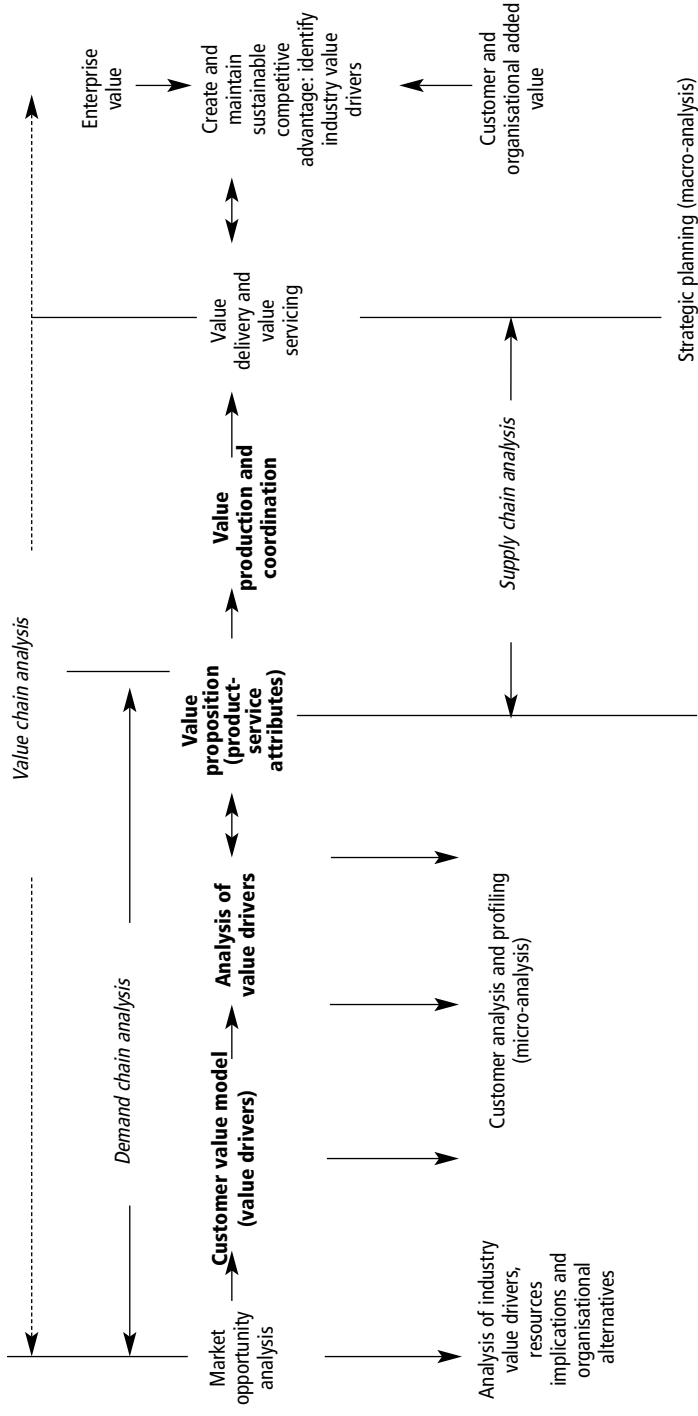 Value chain analysis
Demand chain analysis
Market
opportunity
analysis
Customer value model
(value drivers)
Analysis of
value drivers
Value
proposition
(product-
service
attributes)
Value
production and
coordination
Value
delivery and
value
servicing
Enterprise
value
Create and
maintain
sustainable
competitive
advantage: identify
industry value
drivers
Customer and
organisational added
value
Analysis of industry
value drivers,
resources
implications and
organisational
alternatives
Customer analysis and profiling
(micro-analysis)
Supply chain analysis
Strategic planning (macro-analysis)